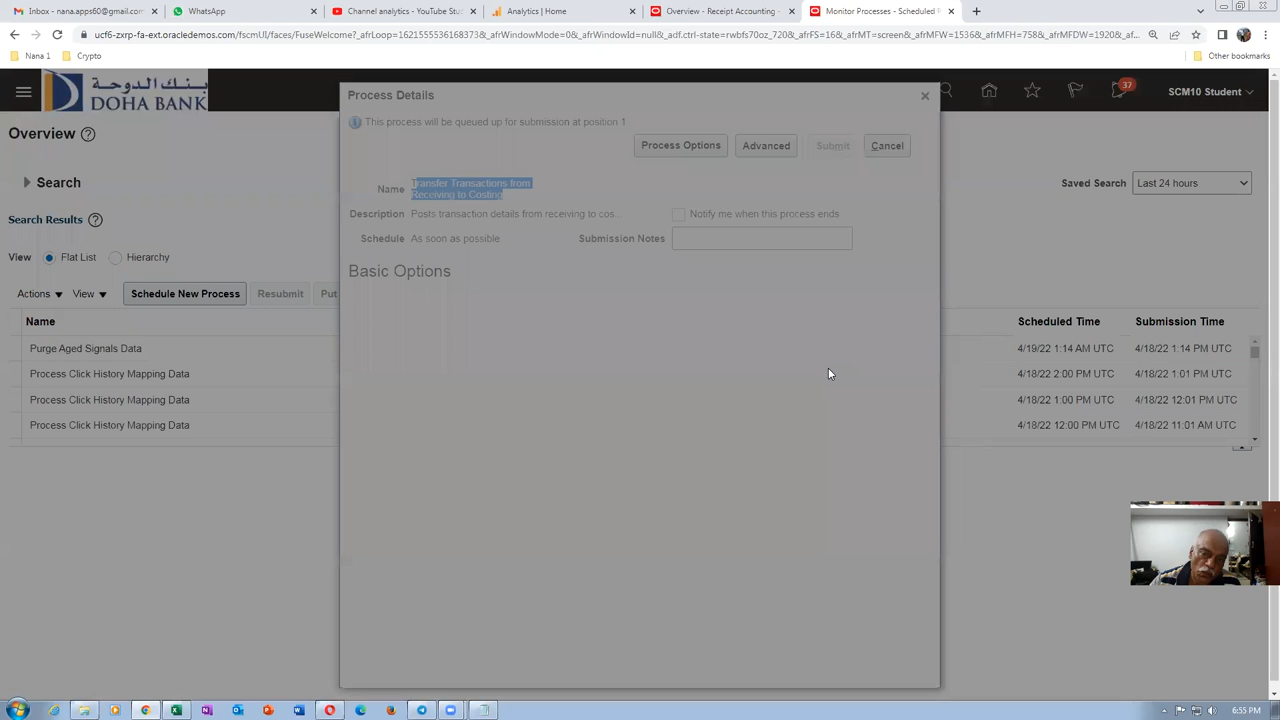 Inbox - nana.apps60@gmail.com
WhatsApp
Channel analytics - YouTube Stu
Analytics | Home
Overview - Receipt Accounting -
Monitor Processes - Scheduled P
ucf6-zxrp-fa-ext.oracledemos.com/fscmUI/faces/FuseWelcome?_afrLoop=1621555536168373&_afrWindowMode=0&_afrWindowId=null&_adf.ctrl-state=rwbfs70oz_720&_afrFS=16&_afrMT=screen&_afrMFW=1536&_afrMFH=758&_afrMFDW=1920&_afrMFDH=1...
Nana 1
Crypto
Other bookmarks
بنك الدوحة
DOHA BANK
37
SCM10 Student
Overview
Search
Saved Search Last 24 hours
Search Results
View Flat List Hierarchy
Actions View Schedule New Process Resubmit Put
Name
Scheduled Time Submission Time
Purge Aged Signals Data
4/19/22 1:14 AM UTC 4/18/22 1:14 PM UTC
Process Click History Mapping Data
4/18/22 2:00 PM UTC 4/18/22 1:01 PM UTC
Process Click History Mapping Data
4/18/22 1:00 PM UTC 4/18/22 12:01 PM UTC
Process Click History Mapping Data
4/18/22 12:00 PM UTC 4/18/22 11:01 AM UTC
Process Details
This process will be queued up for submission at position 1
Process Options Advanced Submit Cancel
Name Transfer Transactions from
Receiving to Costing
Description Posts transaction details from receiving to cos...
Notify me when this process ends
Schedule As soon as possible
Submission Notes
Basic Options
6:55 PM